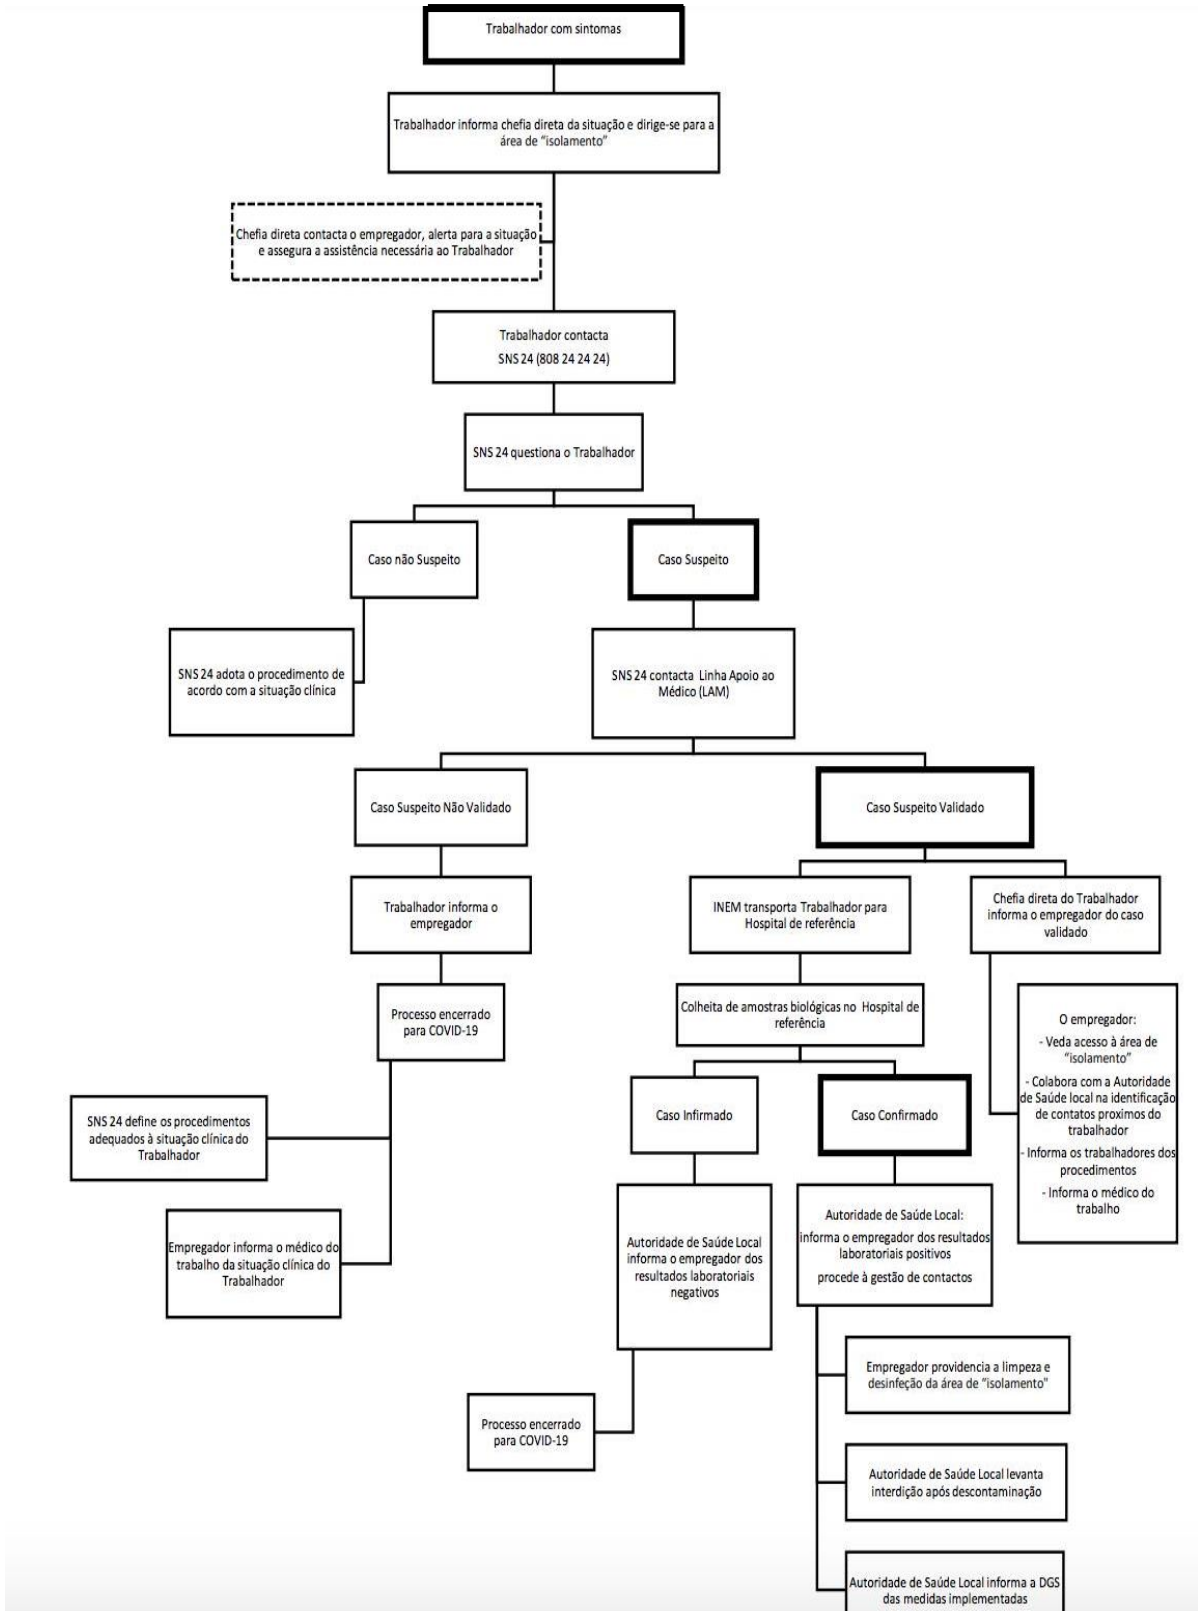 Trabalhador com sintomas
Trabalhador informa chefia direta da situação e dirige-se para a
área de “isolamento”
Chefia direta contacta o empregador, alerta para a situação
e assegura a assistência necessária ao Trabalhador
Trabalhador contacta
SNS 24 (808 24 24 24)
SNS 24 questiona o Trabalhador
Caso não Suspeito
Caso Suspeito
SNS 24 adota o procedimento de
acordo com a situação clínica
SNS 24 contacta Linha Apoio ao
Médico (LAM)
Caso Suspeito Não Validado
Caso Suspeito Validado
Trabalhador informa o
empregador
INEM transporta Trabalhador para
Hospital de referência
Chefia direta do Trabalhador
informa o empregador do caso
validado
Processo encerrado
para COVID-19
Colheita de amostras biológicas no Hospital de
referência
O empregador:
- Veda acesso à área de
“isolamento”
- Colabora com a Autoridade
de Saúde local na identificação
de contatos proximos do
trabalhador
- Informa os trabalhadores dos
procedimentos
- Informa o médico do
trabalho
SNS 24 define os procedimentos
adequados à situação clínica do
Trabalhador
Caso Infirmado
Caso Confirmado
Empregador informa o médico do
trabalho da situação clínica do
Trabalhador
Autoridade de Saúde Local
informa o empregador dos
resultados laboratoriais
negativos
Autoridade de Saúde Local:
informa o empregador dos resultados
laboratoriais positivos
procede à gestão de contactos
Processo encerrado
para COVID-19
Empregador providencia a limpeza e
desinfeção da área de “isolamento"
Autoridade de Saúde Local levanta
interdição após descontaminação
Autoridade de Saúde Local informa a DGS
das medidas implementadas